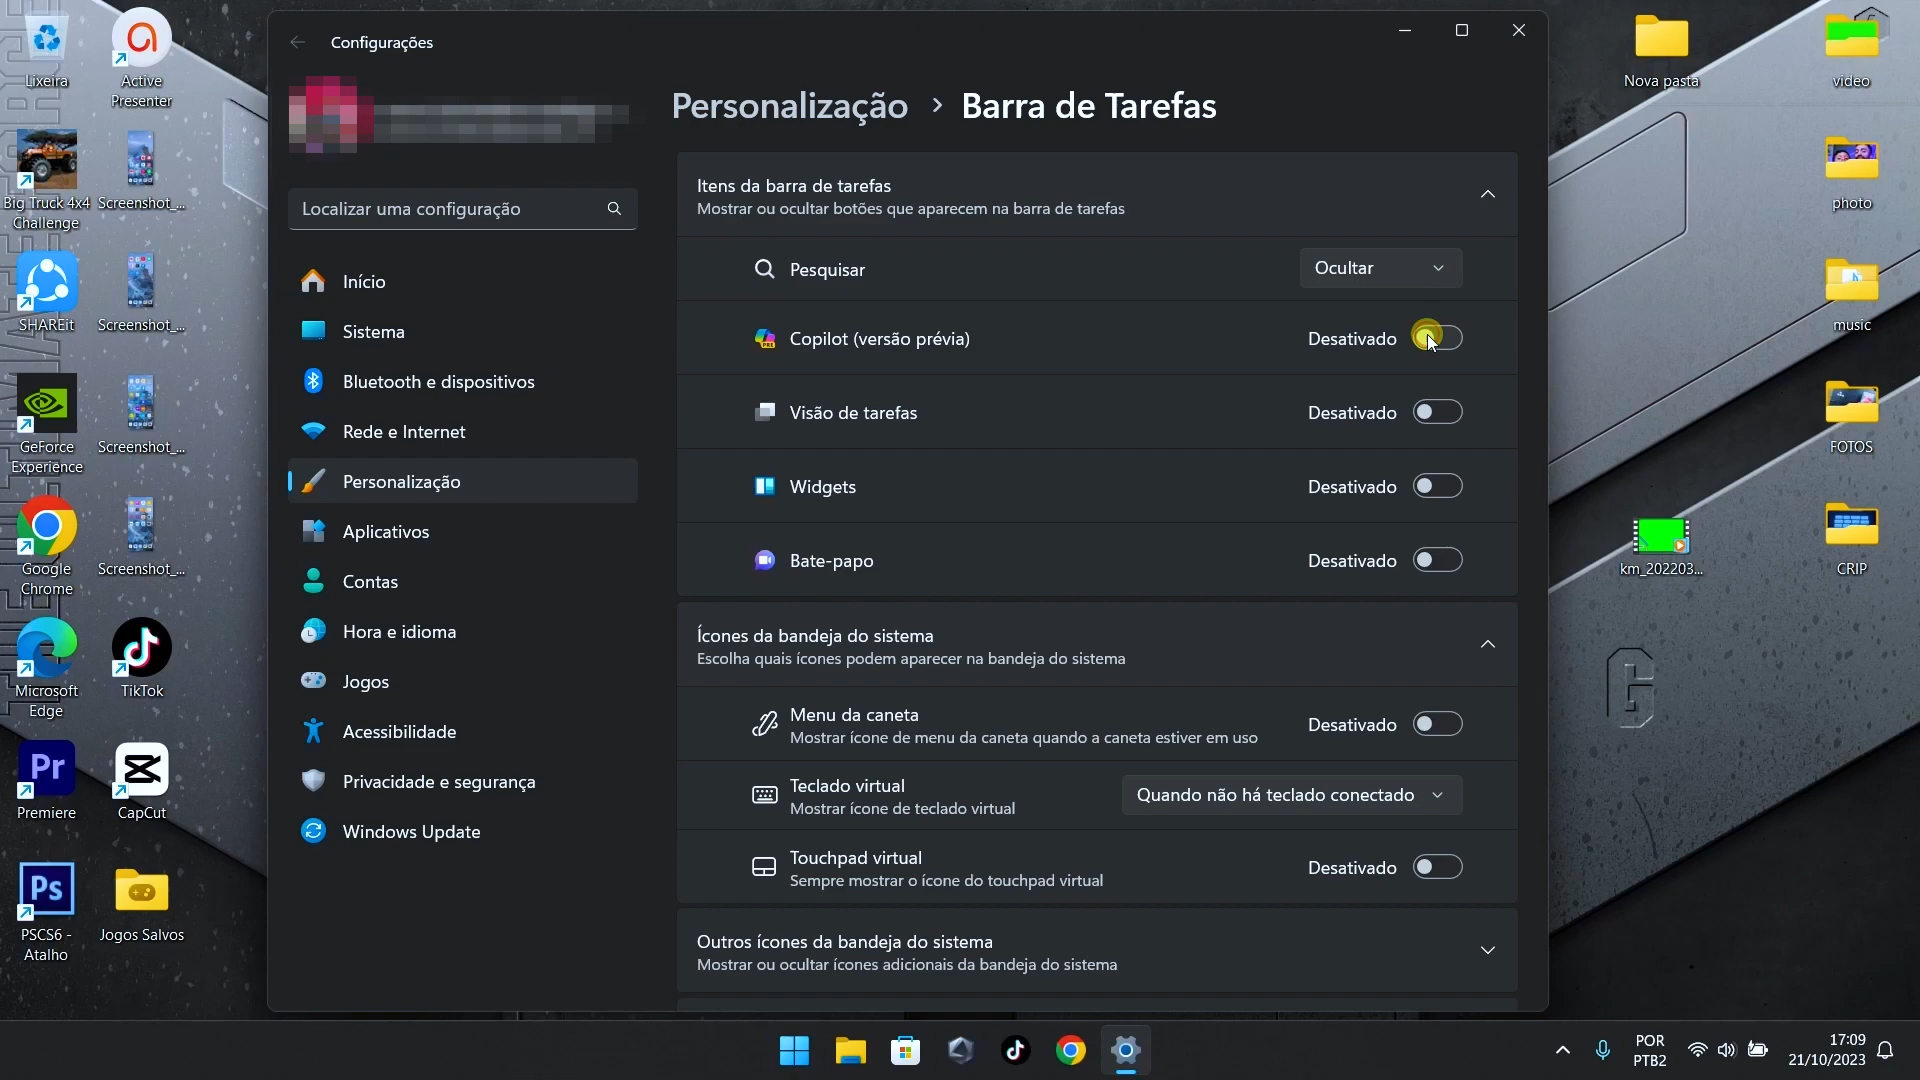 Configurações
Localizar uma configuração
Início
Sistema
Bluetooth e dispositivos
Rede e Internet
Personalização
Aplicativos
Contas
Hora e idioma
Jogos
Acessibilidade
Privacidade e segurança
Windows Update
Personalização > Barra de Tarefas
Itens da barra de tarefas
Mostrar ou ocultar botões que aparecem na barra de tarefas
Pesquisar
Ocultar
Copilot (versão prévia)
Desativado
Visão de tarefas
Desativado
Widgets
Desativado
Bate-papo
Desativado
Ícones da bandeja do sistema
Escolha quais ícones podem aparecer na bandeja do sistema
Menu da caneta
Mostrar ícone de menu da caneta quando a caneta estiver em uso
Desativado
Teclado virtual
Mostrar ícone de teclado virtual
Quando não há teclado conectado
Touchpad virtual
Sempre mostrar o ícone do touchpad virtual
Desativado
Outros ícones da bandeja do sistema
Mostrar ou ocultar ícones adicionais da bandeja do sistema
Lixeira
Active
Presenter
Big Truck 4x4
Challenge
Screenshot_...
SHAREit
Screenshot_...
GeForce
Experience
Screenshot_...
Google
Chrome
Screenshot_...
Microsoft
Edge
TikTok
Pr
Premiere
CapCut
Ps
PSCS6 -
Atalho
Jogos Salvos
Nova pasta
video
photo
music
FOTOS
km_202203...
CRIP
POR
PTB2
17:09
21/10/2023